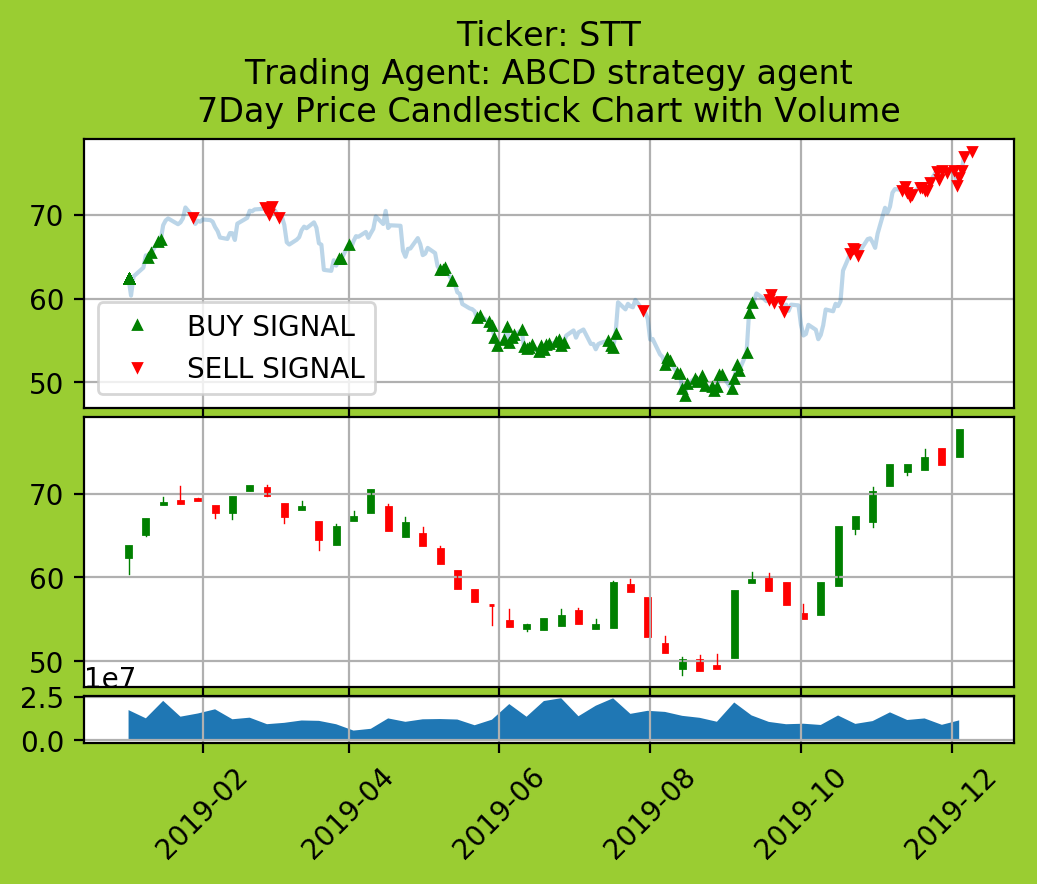 Ticker: STT
Trading Agent: ABCD strategy agent
7Day Price Candlestick Chart with Volume
70
60
50
BUY SIGNAL
SELL SIGNAL
70
60
50
1e7
2.5
0.0
2019-02
2019-04
2019-06
2019-08
2019-10
2019-12